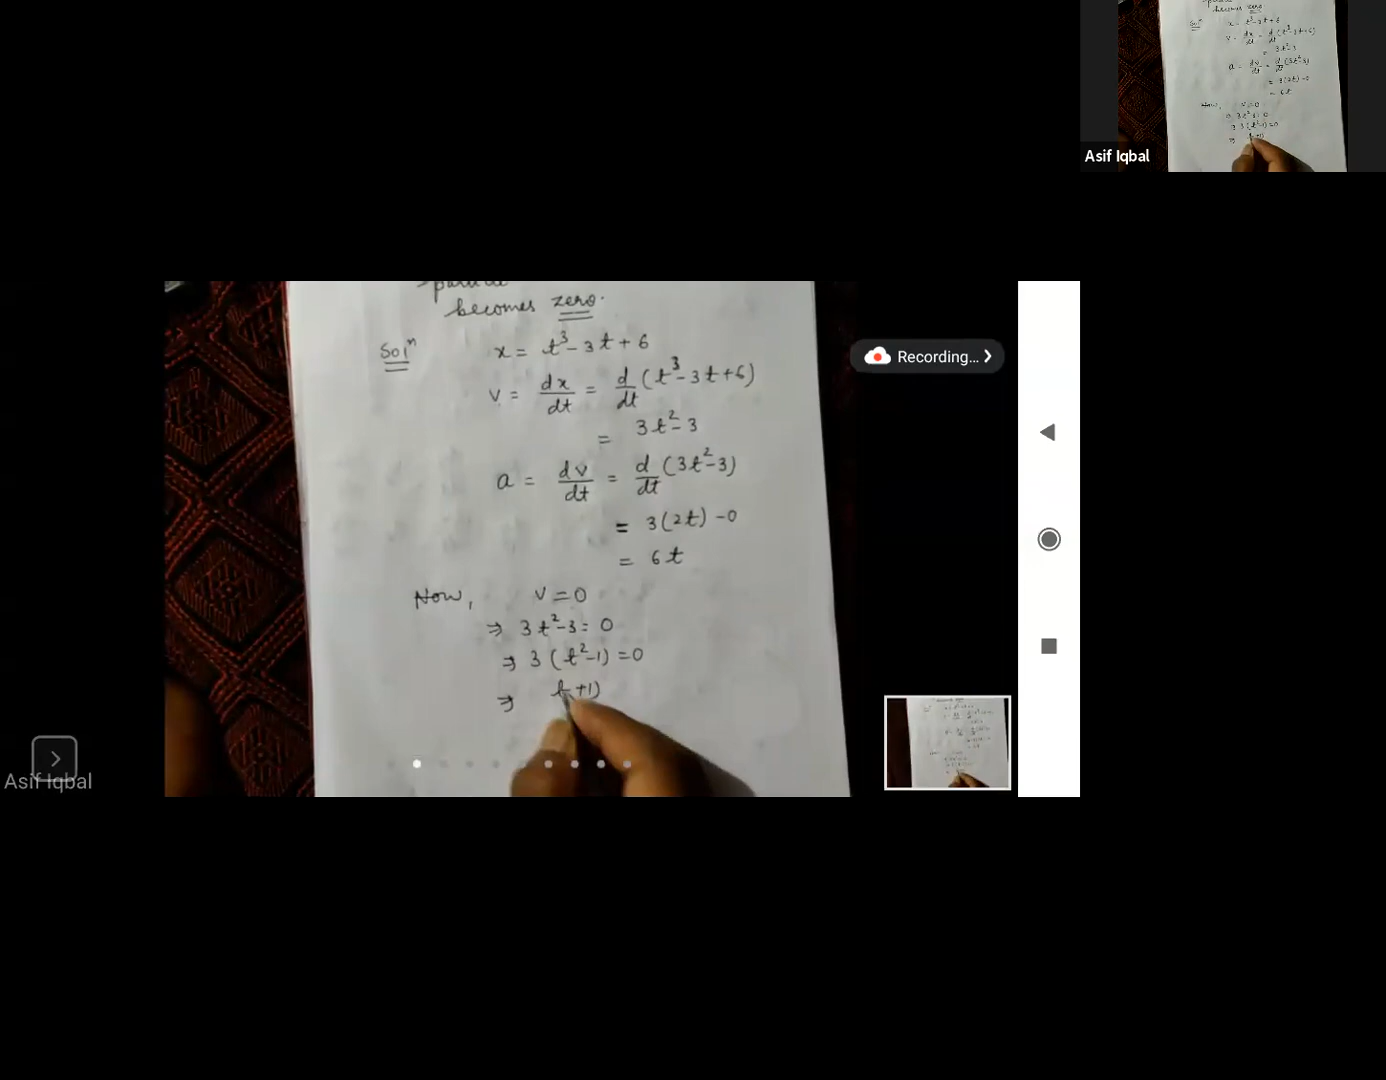 becomes zero.
Solⁿ
x = t³ - 3t + 6
v = dx/dt = d/dt (t³ - 3t + 6)
= 3t² - 3
a = dv/dt = d/dt (3t² - 3)
= 3(2t) - 0
= 6t
Now, v = 0
⇒ 3t² - 3 = 0
⇒ 3(t² - 1) = 0
⇒ +1)
Recording...
Asif Iqbal
Asif Iqbal